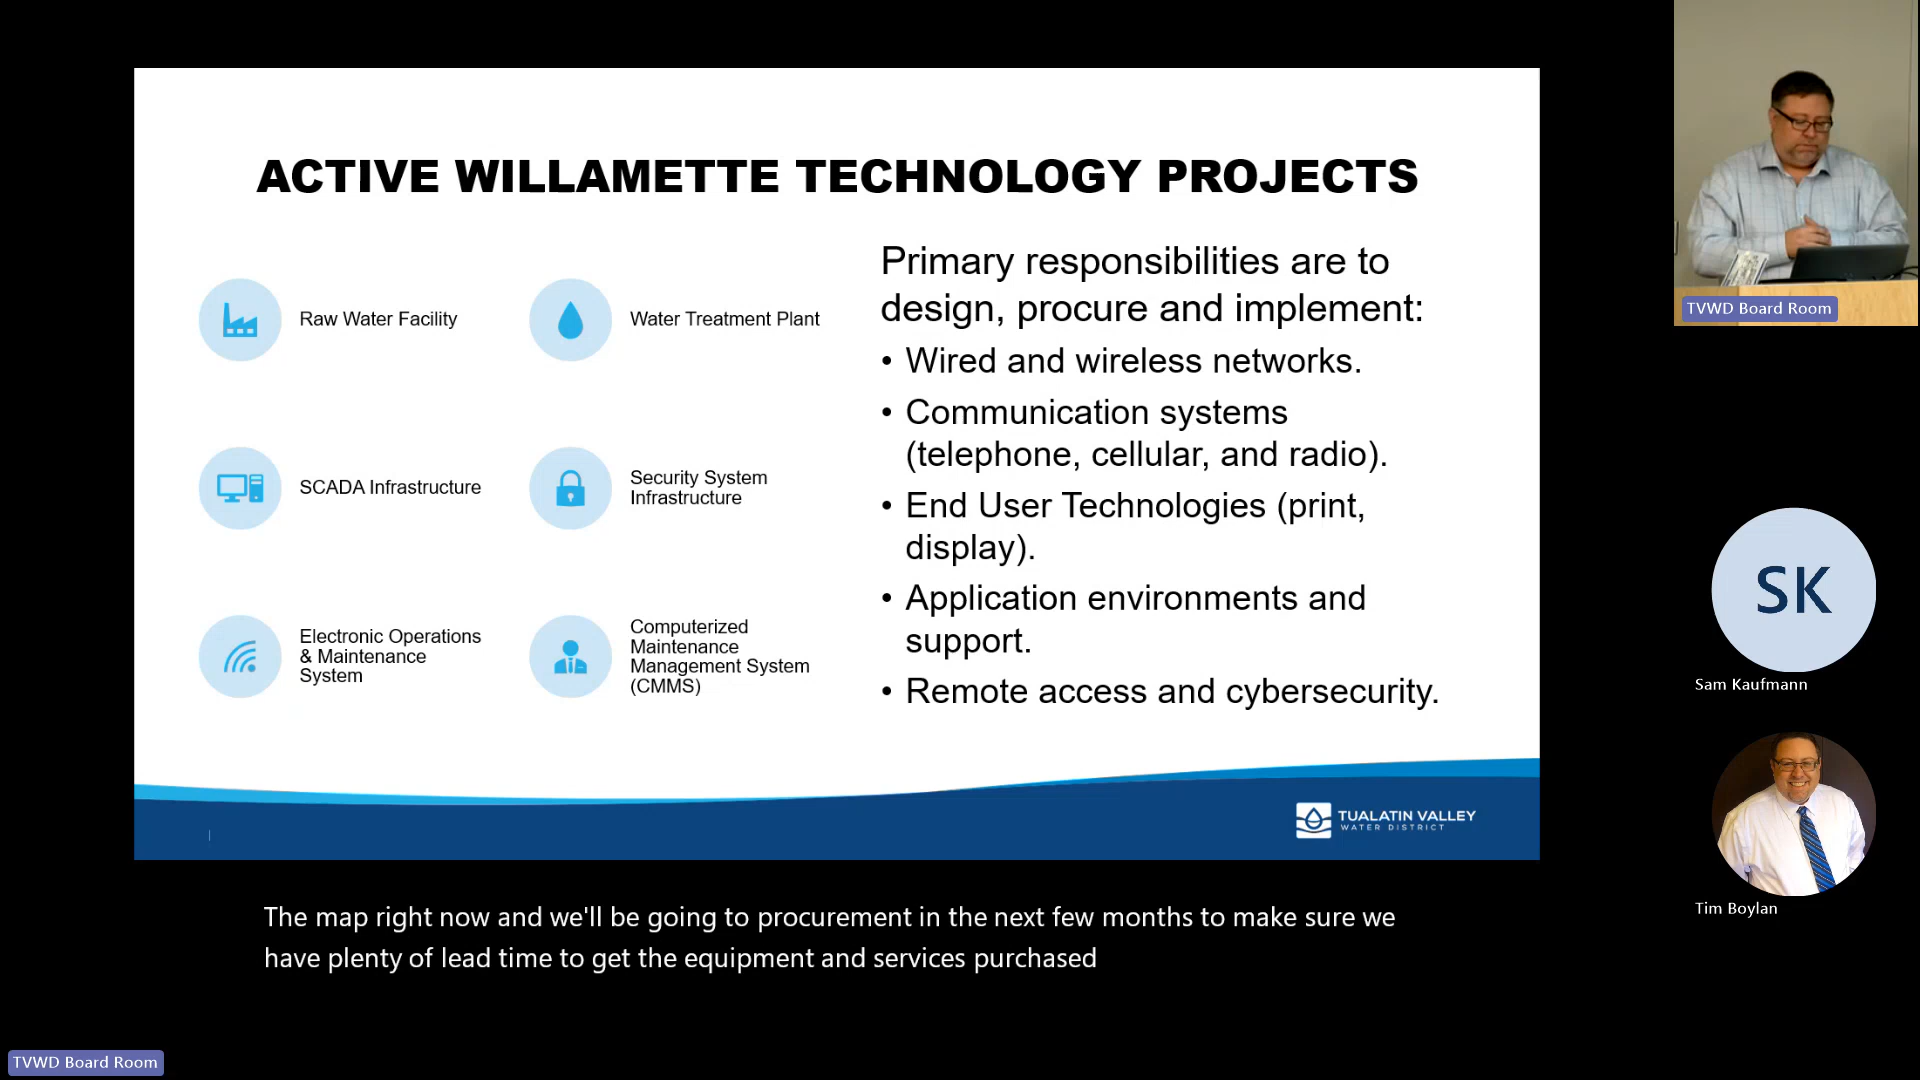 ACTIVE WILLAMETTE TECHNOLOGY PROJECTS
Raw Water Facility
Water Treatment Plant
SCADA Infrastructure
Security System
Infrastructure
Electronic Operations
& Maintenance
System
Computerized
Maintenance
Management System
(CMMS)
Primary responsibilities are to
design, procure and implement:
• Wired and wireless networks.
• Communication systems
(telephone, cellular, and radio).
• End User Technologies (print,
display).
• Application environments and
support.
• Remote access and cybersecurity.
TUALATIN VALLEY
WATER DISTRICT
TVWD Board Room
SK
Sam Kaufmann
Tim Boylan
The map right now and we'll be going to procurement in the next few months to make sure we
have plenty of lead time to get the equipment and services purchased
TVWD Board Room